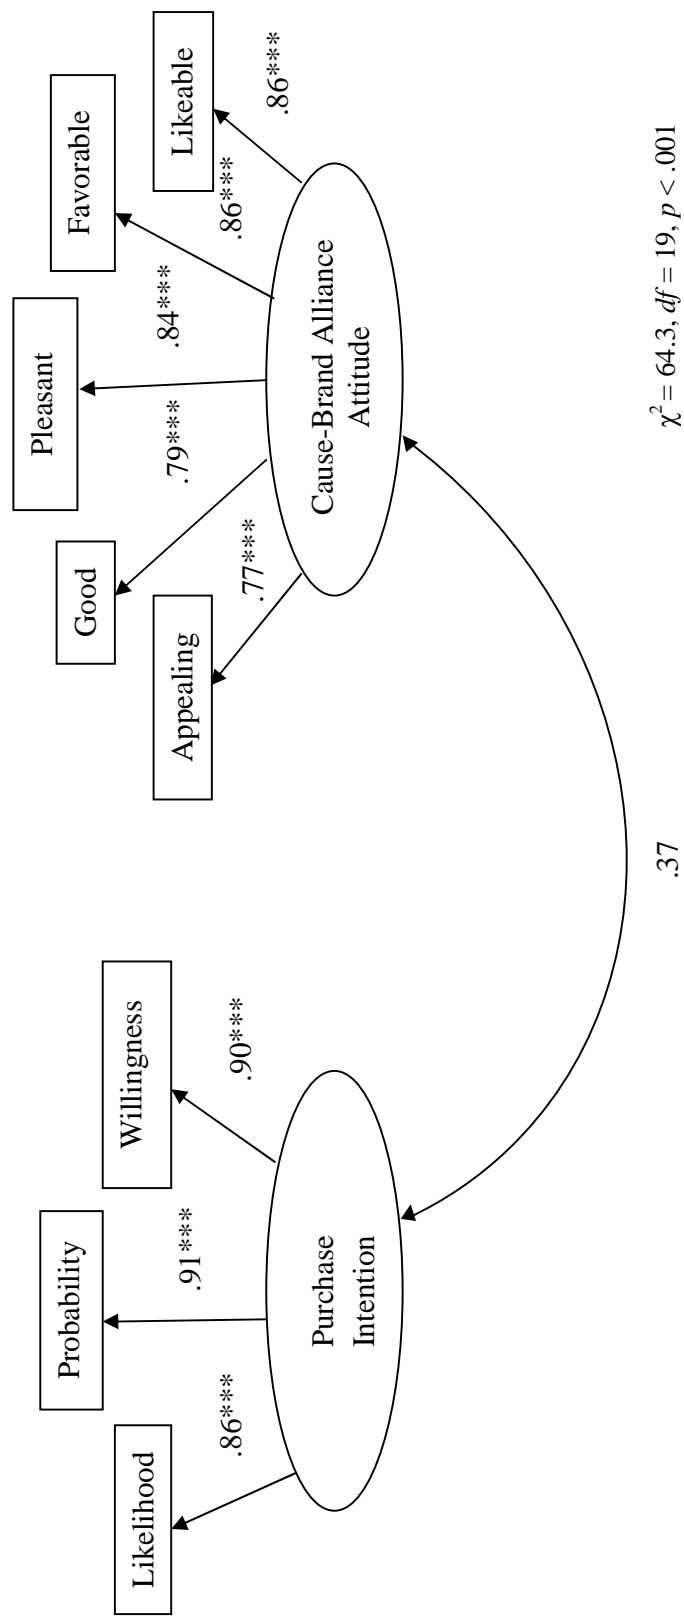 Likelihood
Probability
Willingness
.86***
.91***
.90***
Purchase
Intention
Appealing
Good
Pleasant
Favorable
Likeable
.77***
.79***
.84***
.86***
.86***
Cause-Brand Alliance
Attitude
.37
χ² = 64.3, df = 19, p < .001